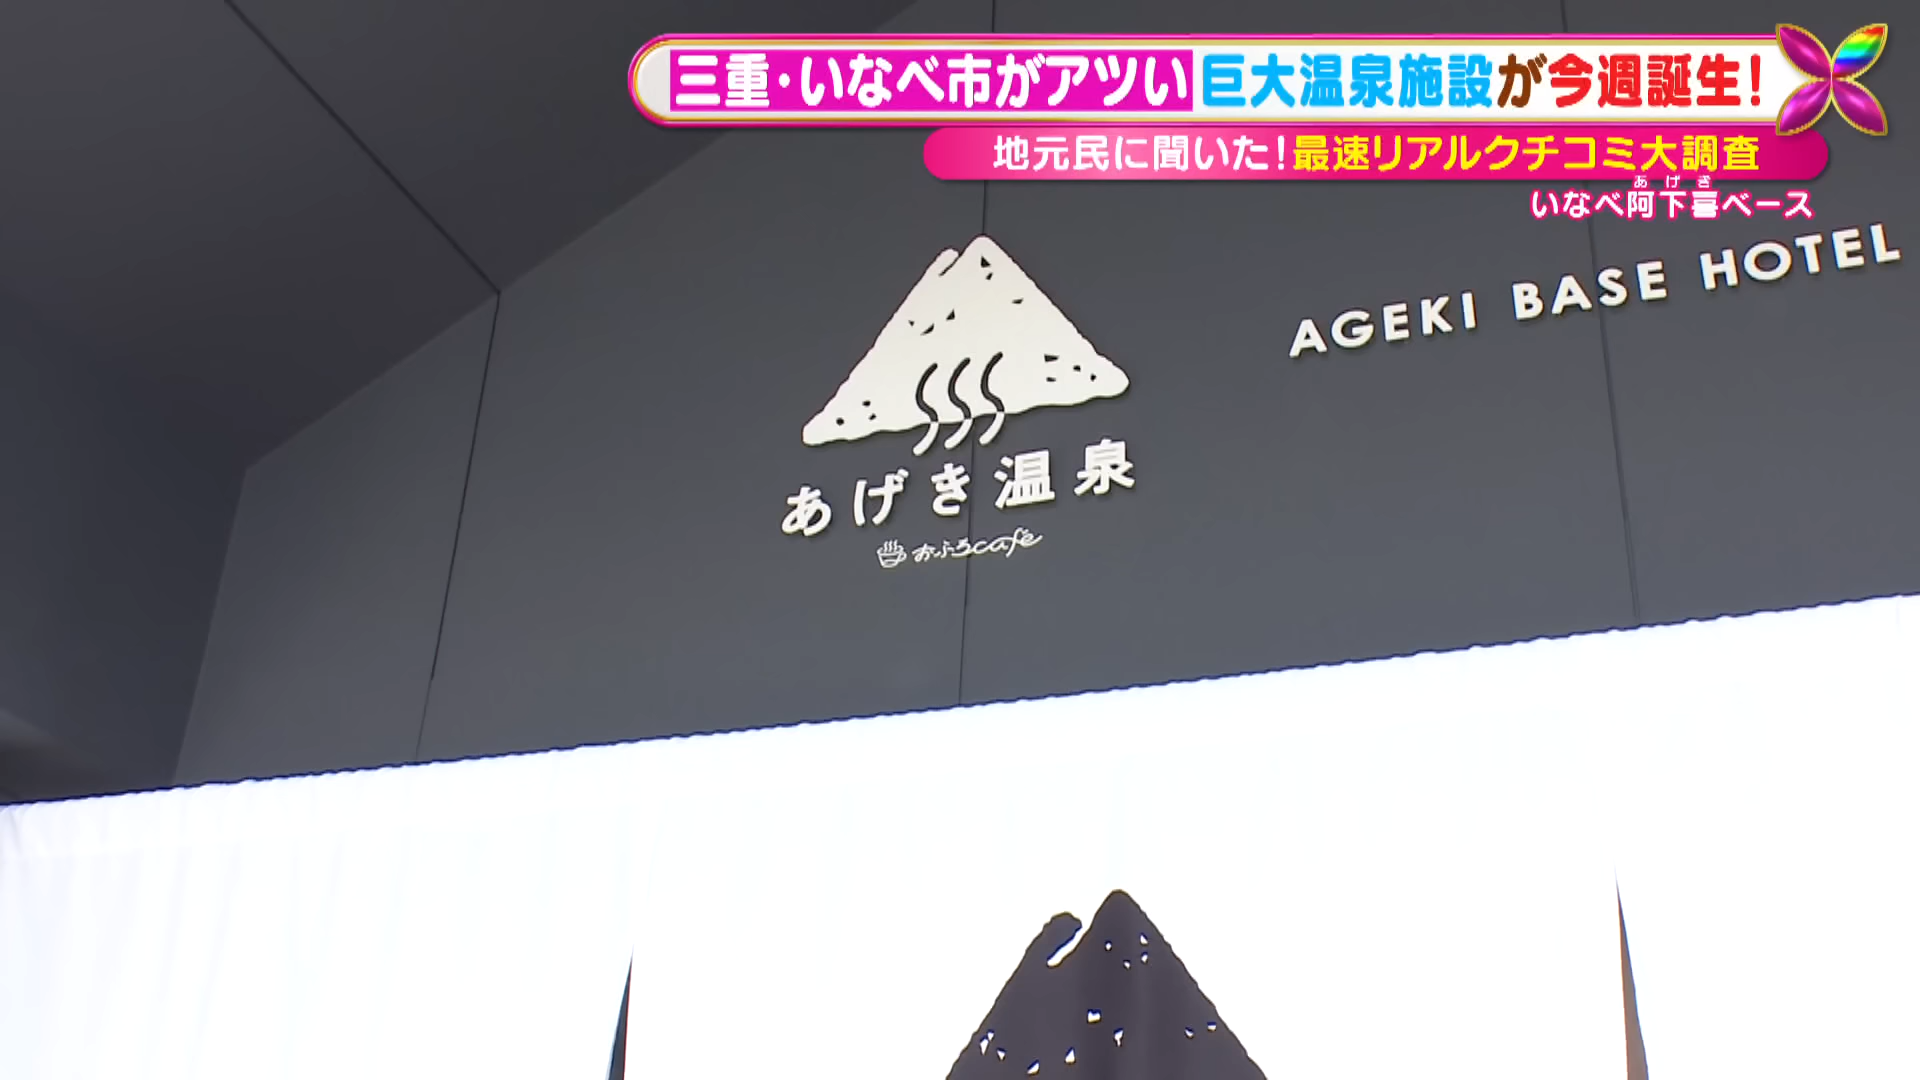 三重・いなべ市がアツい 巨大温泉施設が今週誕生!
地元民に聞いた!最速リアルクチコミ大調査
あげき
いなべ阿下喜ベース
AGEKI BASE HOTEL
あげき温泉
おふろcafé